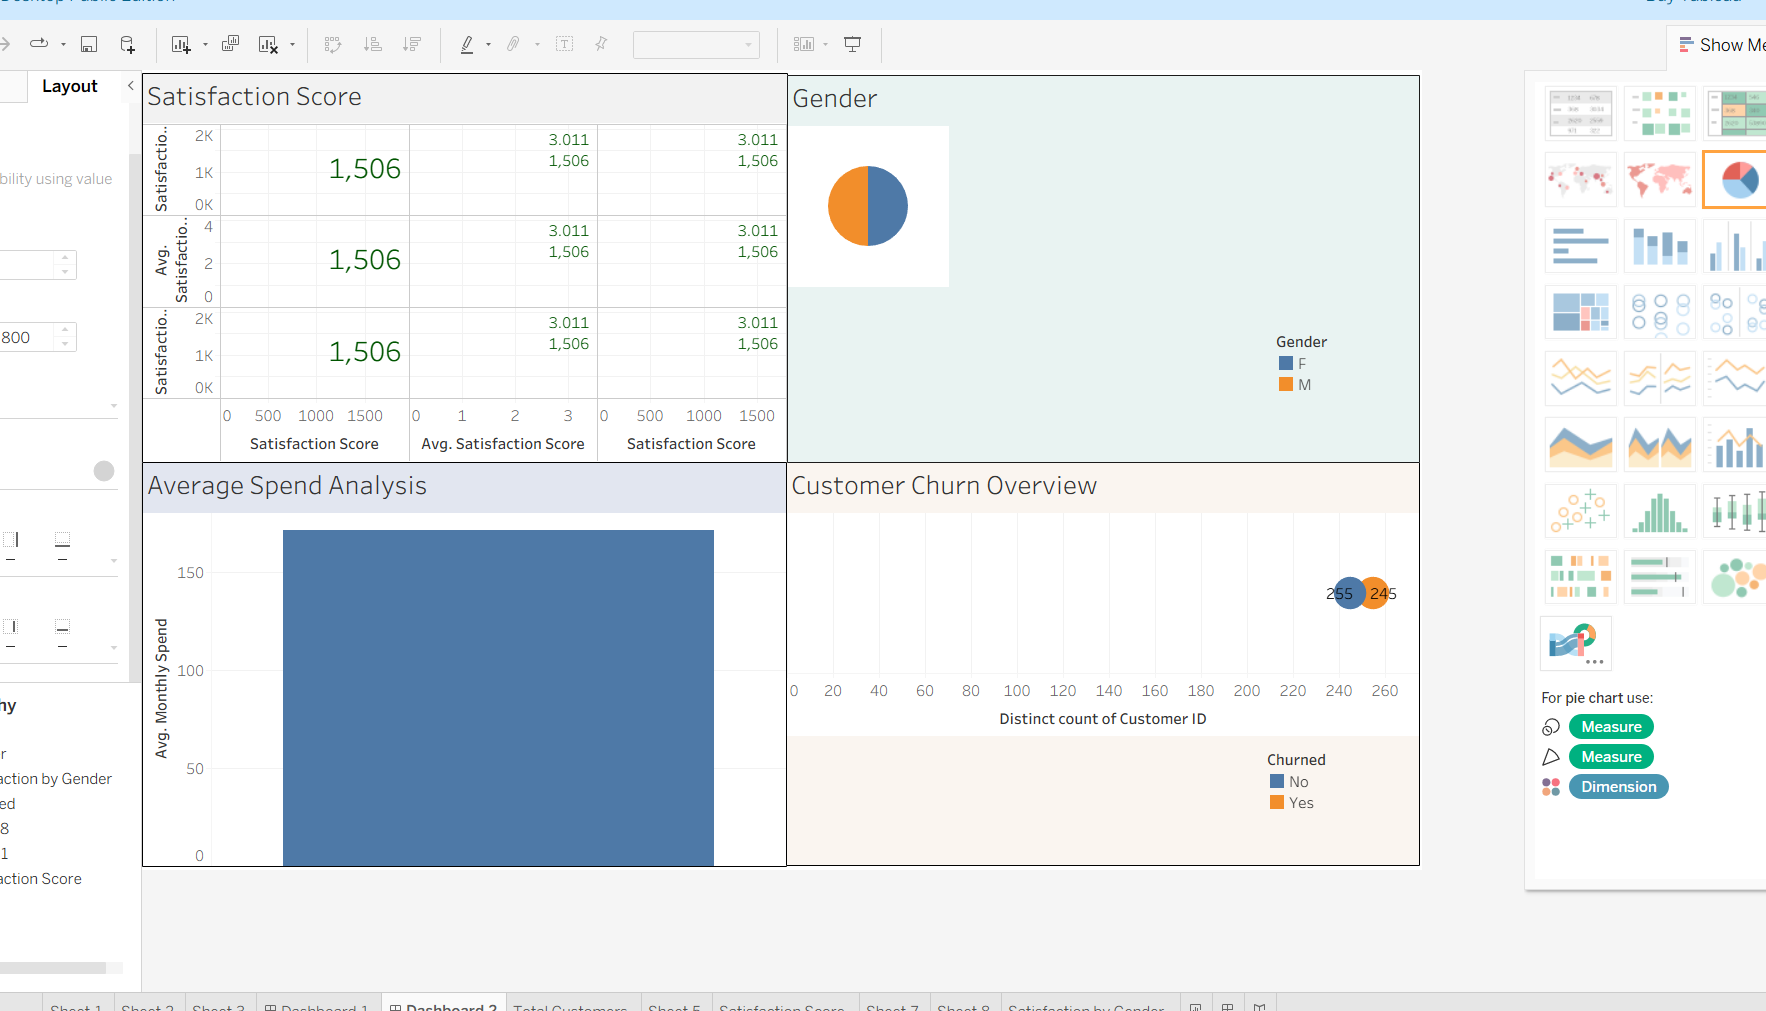 Show Me
Layout
bility using value
800
hy
r
action by Gender
ed
8
1
action Score
Satisfaction Score
Satisfactio..
2K
1K
0K
1,506
3.011
1,506
3.011
1,506
Avg.
Satisfactio..
4
2
0
1,506
3.011
1,506
3.011
1,506
Satisfactio..
2K
1K
0K
1,506
3.011
1,506
3.011
1,506
0 500 1000 1500
0 1 2 3
0 500 1000 1500
Satisfaction Score
Avg. Satisfaction Score
Satisfaction Score
Gender
Gender
F
M
Average Spend Analysis
Avg. Monthly Spend
150
100
50
0
Customer Churn Overview
255
245
0 20 40 60 80 100 120 140 160 180 200 220 240 260
Distinct count of Customer ID
Churned
No
Yes
For pie chart use:
Measure
Measure
Dimension
Sheet 1
Sheet 2
Sheet 3
Dashboard 1
Dashboard 2
Total Customers
Sheet 5
Satisfaction Score
Sheet 7
Sheet 8
Satisfaction by Gender